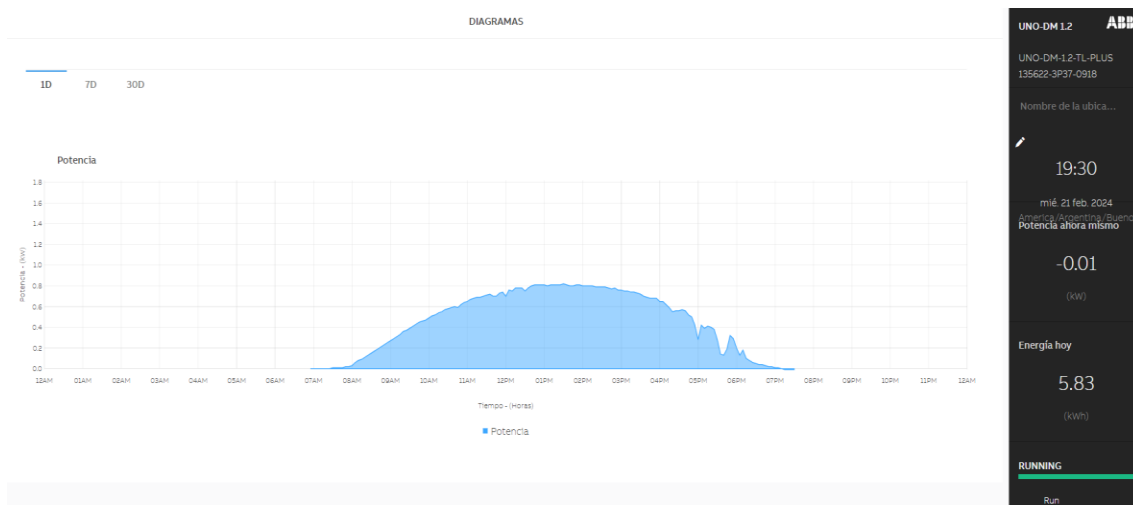 DIAGRAMAS
1D 7D 30D
Potencia
1.8
1.6
1.4
1.2
1.0
0.8
0.6
0.4
0.2
0.0
Potencia - (kW)
12AM 01AM 02AM 03AM 04AM 05AM 06AM 07AM 08AM 09AM 10AM 11AM 12PM 01PM 02PM 03PM 04PM 05PM 06PM 07PM 08PM 09PM 10PM 11PM 12AM
Tiempo - (Horas)
Potencia
UNO-DM 1.2 ABB
UNO-DM-1.2-TL-PLUS
135622-3P37-0918
Nombre de la ubica...
19:30
mié. 21 feb. 2024
America/Argentina/Bueno
Potencia ahora mismo
-0.01
(kW)
Energía hoy
5.83
(kWh)
RUNNING
Run